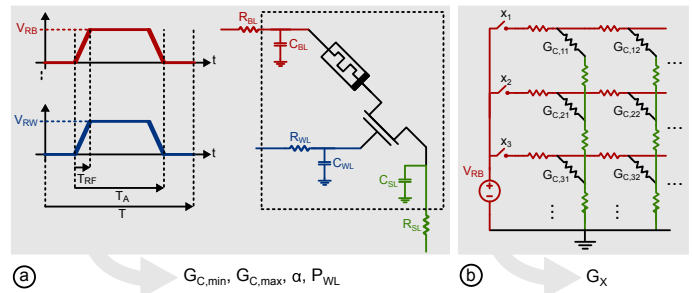 V_RB
t
V_RW
t
T_RF
T_A
T
R_BL
C_BL
R_WL
C_WL
C_SL
R_SL
a
G_C,min, G_C,max, α, P_WL
x_1
G_C,11
G_C,12
...
x_2
G_C,21
G_C,22
...
x_3
V_RB
G_C,31
G_C,32
...
⋮
⋮
b
G_X